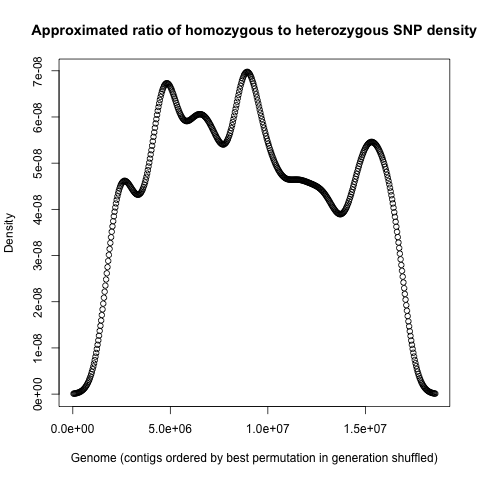 Approximated ratio of homozygous to heterozygous SNP density
7e-08
6e-08
5e-08
4e-08
3e-08
2e-08
1e-08
0e+00
Density
0.0e+00 5.0e+06 1.0e+07 1.5e+07
Genome (contigs ordered by best permutation in generation shuffled)